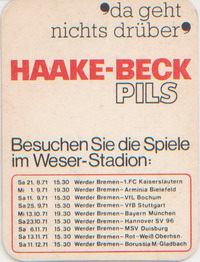 'da geht
nichts drüber'
HAAKE-BECK
PILS
Besuchen Sie die Spiele
im Weser-Stadion:
Sa 21. 8.71 15.30 Werder Bremen-1.FC Kaiserslautern
Mi 1. 9.71 19.30 Werder Bremen-Arminia Bielefeld
Sa 11. 9.71 15.30 Werder Bremen-VfL Bochum
Sa 25. 9.71 15.30 Werder Bremen-VfB Stuttgart
Mi 13.10.71 19.30 Werder Bremen-Bayern München
Sa 23.10.71 15.30 Werder Bremen-Hannover SV 96
Sa 6.11.71 15.30 Werder Bremen-MSV Duisburg
Sa 13.11.71 15.30 Werder Bremen-Rot-Weiß Oberhsn.
Sa 11.12.71 15.30 Werder Bremen-Borussia M.-Gladbach